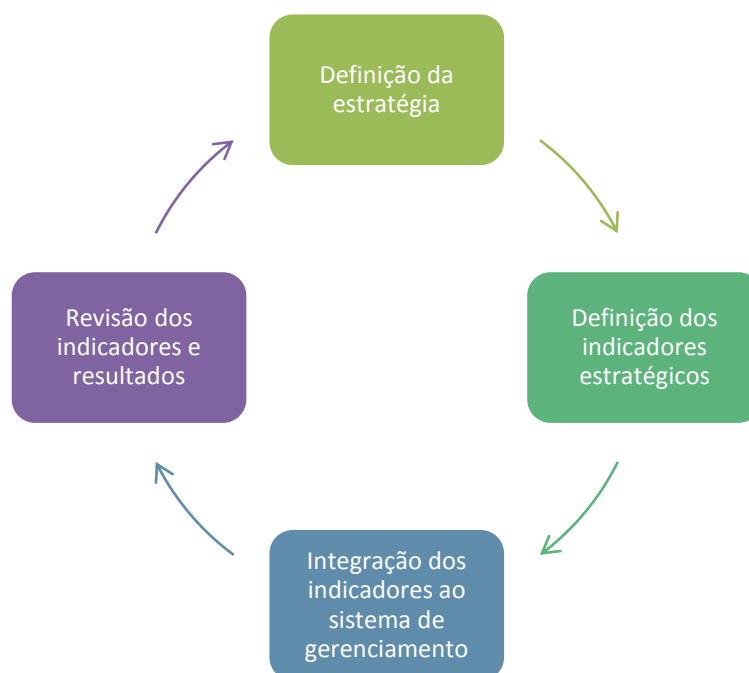 Definição da
estratégia
Definição dos
indicadores
estratégicos
Integração dos
indicadores ao
sistema de
gerenciamento
Revisão dos
indicadores e
resultados